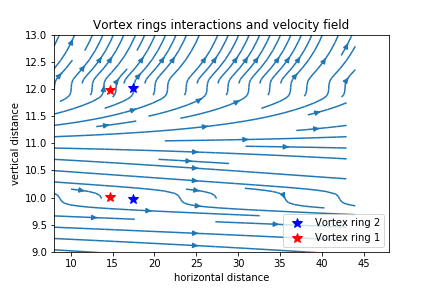 Vortex rings interactions and velocity field
vertical distance
13.0
12.5
12.0
11.5
11.0
10.5
10.0
9.5
9.0
Vortex ring 2
Vortex ring 1
10 15 20 25 30 35 40 45
horizontal distance